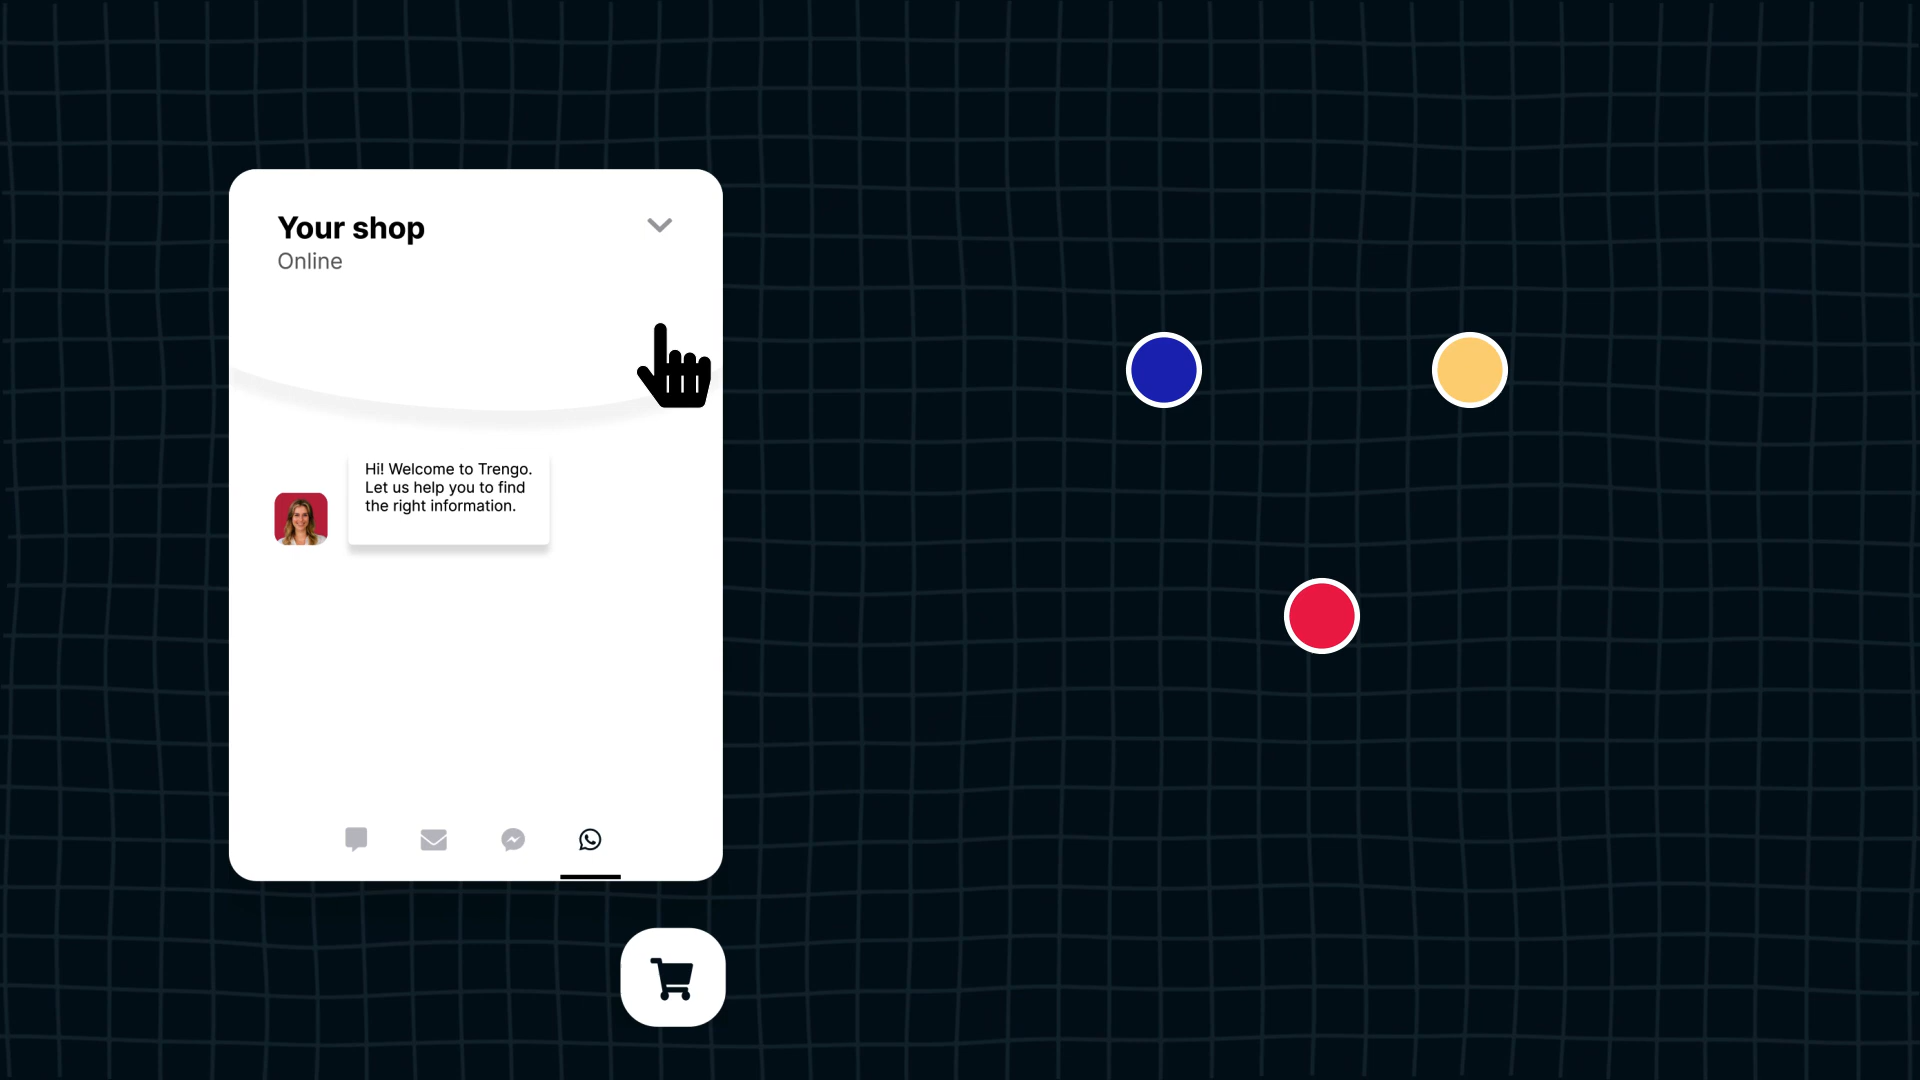 Your shop
Online
Hi! Welcome to Trengo.
Let us help you to find
the right information.